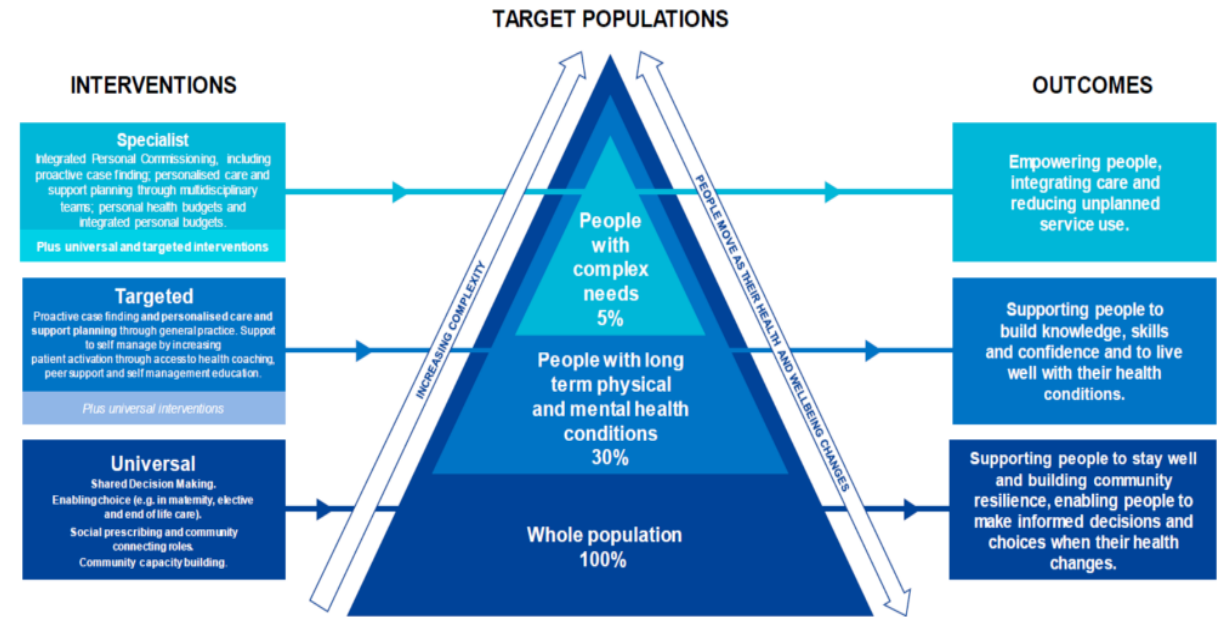 TARGET POPULATIONS
INTERVENTIONS
OUTCOMES
Specialist
Integrated Personal Commissioning, including
proactive case finding; personalised care and
support planning through multidisciplinary
teams; personal health budgets and
integrated personal budgets.
Plus universal and targeted interventions
Targeted
Proactive case finding and personalised care and
support planning through general practice. Support
to self manage by increasing
patient activation through access to health coaching,
peer support and self management education.
Plus universal interventions
Universal
Shared Decision Making.
Enabling choice (e.g. in maternity, elective
and end of life care).
Social prescribing and community
connecting roles.
Community capacity building.
INCREASING COMPLEXITY
People
with
complex
needs
5%
People with long
term physical
and mental health
conditions
30%
Whole population
100%
PEOPLE MOVE AS THEIR HEALTH AND WELLBEING CHANGES
Empowering people,
integrating care and
reducing unplanned
service use.
Supporting people to
build knowledge, skills
and confidence and to live
well with their health
conditions.
Supporting people to stay well
and building community
resilience, enabling people to
make informed decisions and
choices when their health
changes.